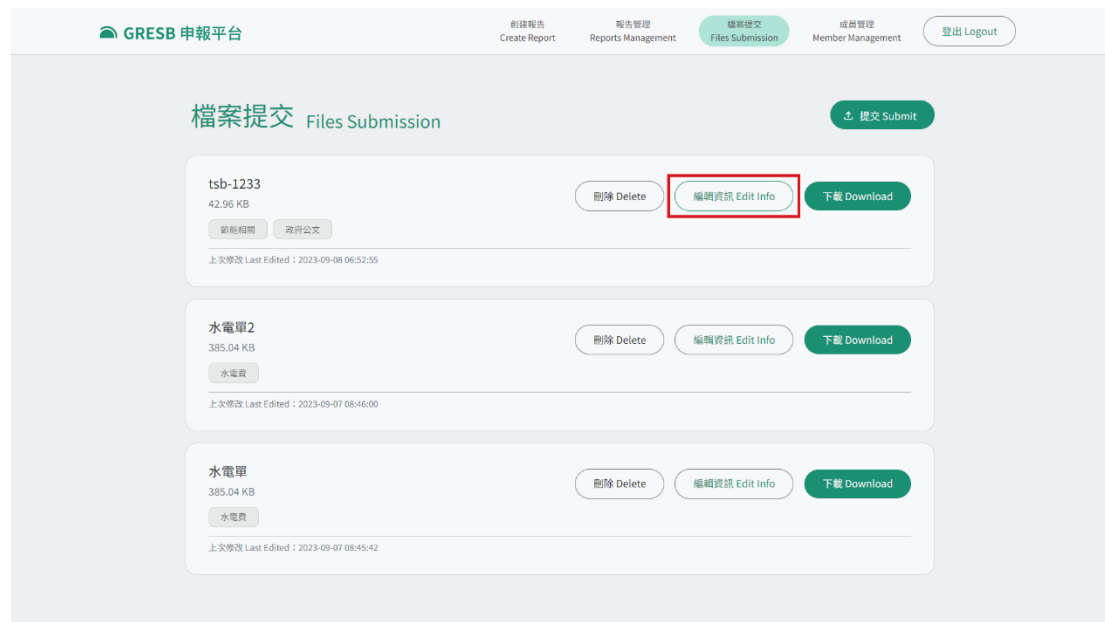 GRESB 申報平台
創建報告
Create Report
報告管理
Reports Management
檔案提交
Files Submission
成員管理
Member Management
登出 Logout
檔案提交 Files Submission
提交 Submit
tsb-1233
42.96 KB
節能相關 政府公文
刪除 Delete
編輯資訊 Edit Info
下載 Download
上次修改 Last Edited：2023-09-08 06:52:55
水電單2
385.04 KB
水電費
刪除 Delete
編輯資訊 Edit Info
下載 Download
上次修改 Last Edited：2023-09-07 08:46:00
水電單
385.04 KB
水電費
刪除 Delete
編輯資訊 Edit Info
下載 Download
上次修改 Last Edited：2023-09-07 08:45:42